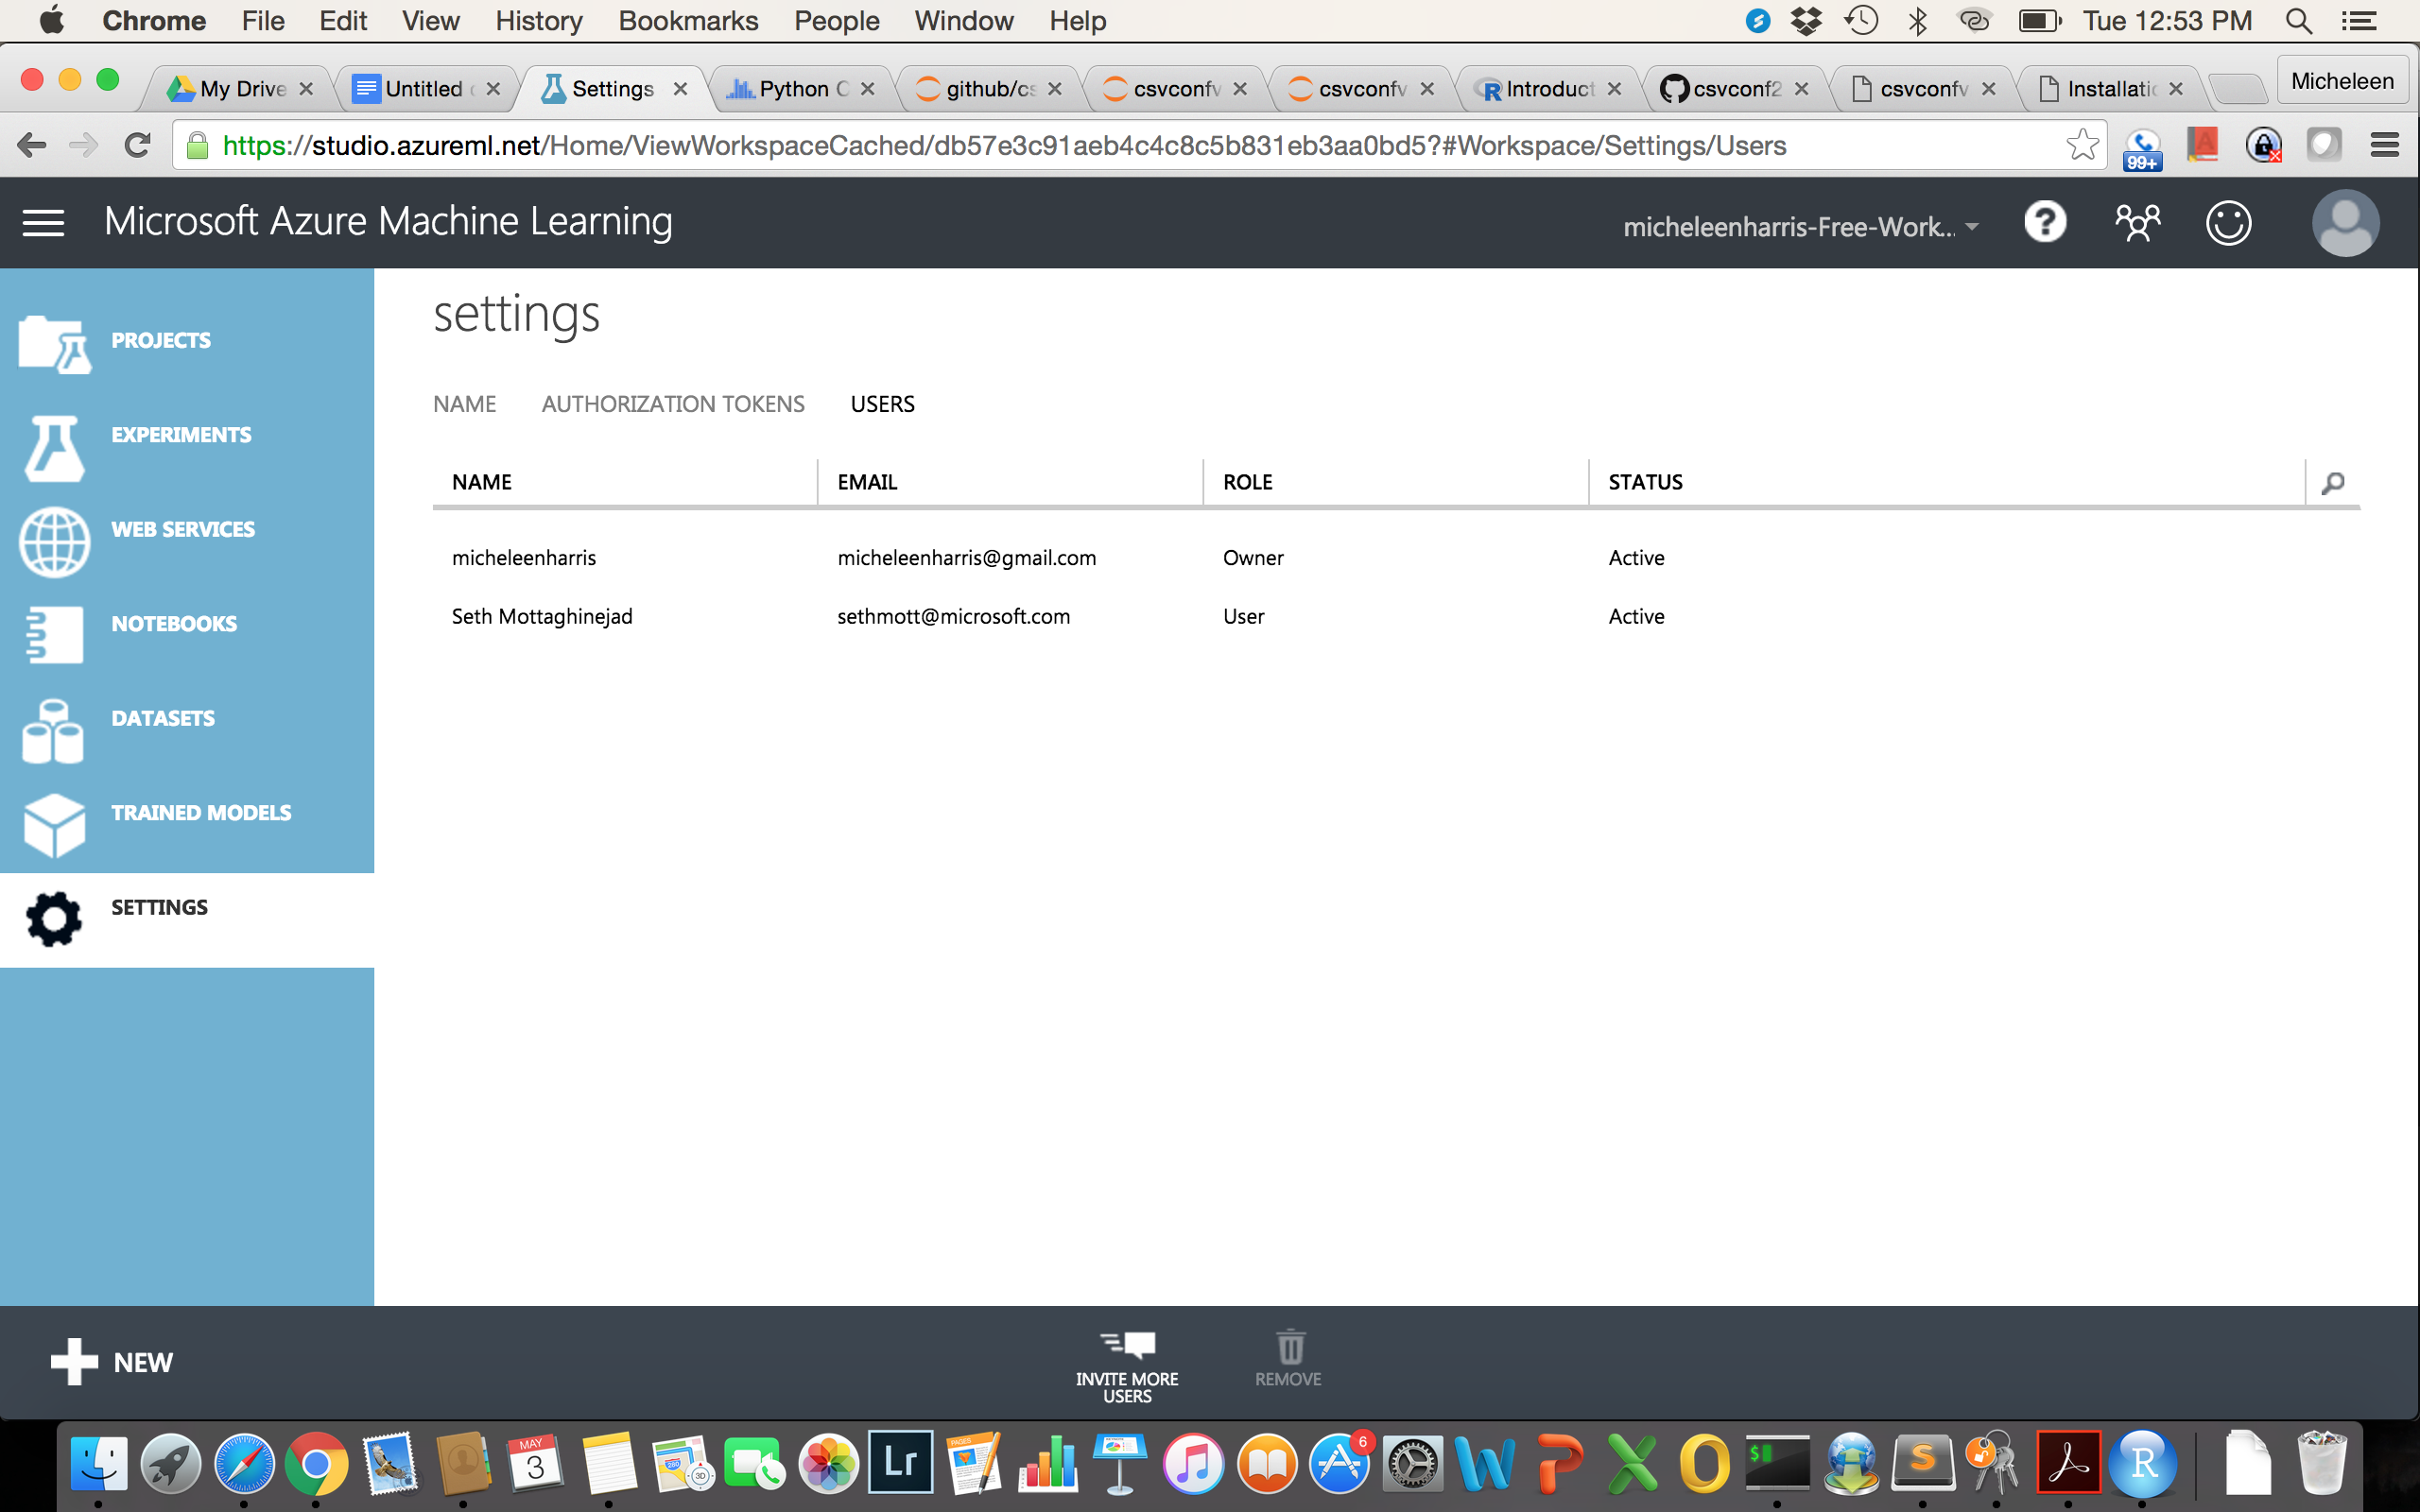 Chrome File Edit View History Bookmarks People Window Help Tue 12:53 PM
My Drive Untitled Settings Python github/cs csvconfv csvconfv Introduct csvconf2 csvconfv Installati Micheleen
https://studio.azureml.net/Home/ViewWorkspaceCached/db57e3c91aeb4c4c8c5b831eb3aa0bd5?#Workspace/Settings/Users 99+
Microsoft Azure Machine Learning micheleenharris-Free-Work...
settings
PROJECTS
NAME AUTHORIZATION TOKENS USERS
EXPERIMENTS
NAME EMAIL ROLE STATUS
WEB SERVICES
micheleenharris micheleenharris@gmail.com Owner Active
Seth Mottaghinejad sethmott@microsoft.com User Active
NOTEBOOKS
DATASETS
TRAINED MODELS
SETTINGS
NEW
INVITE MORE
USERS
REMOVE
MAY
3
3D
Lr
PAGES
6
$
S
R